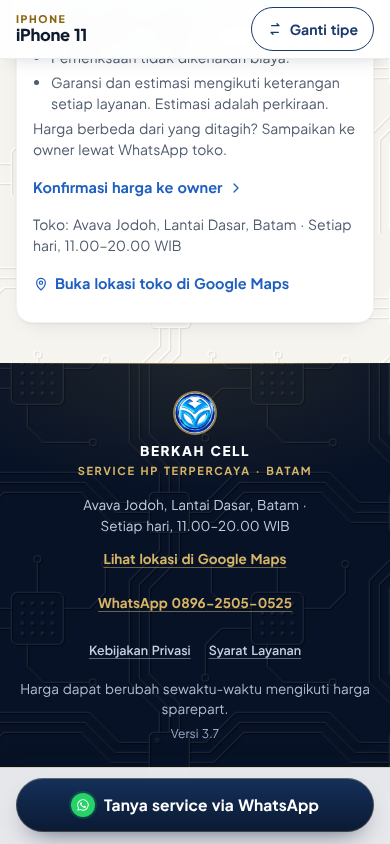 IPHONE
iPhone 11
Ganti tipe
Pemeriksaan tidak dikenakan biaya.
Garansi dan estimasi mengikuti keterangan
setiap layanan. Estimasi adalah perkiraan.
Harga berbeda dari yang ditagih? Sampaikan ke
owner lewat WhatsApp toko.
Konfirmasi harga ke owner
Toko: Avava Jodoh, Lantai Dasar, Batam · Setiap
hari, 11.00–20.00 WIB
Buka lokasi toko di Google Maps
BERKAH CELL
SERVICE HP TERPERCAYA · BATAM
Avava Jodoh, Lantai Dasar, Batam ·
Setiap hari, 11.00–20.00 WIB
Lihat lokasi di Google Maps
WhatsApp 0896-2505-0525
Kebijakan Privasi Syarat Layanan
Harga dapat berubah sewaktu-waktu mengikuti harga
sparepart.
Versi 3.7
Tanya service via WhatsApp